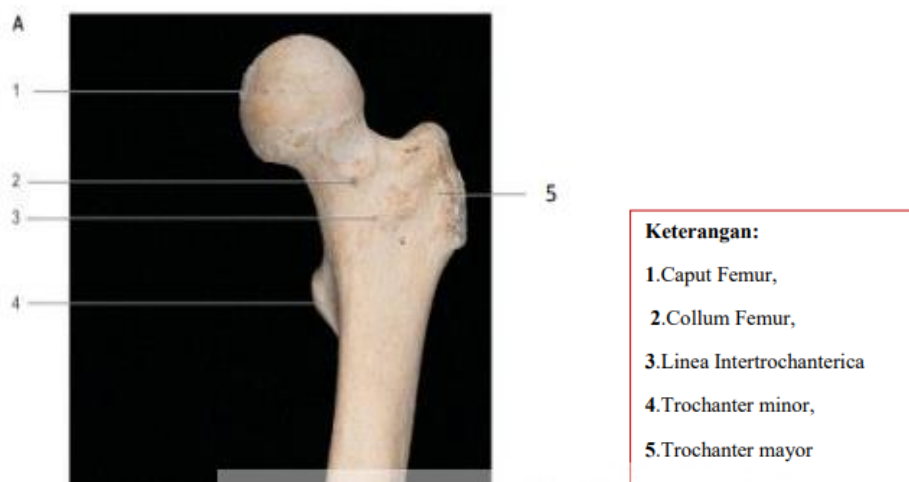 A
1
2
3
4
5
Keterangan:
1.Caput Femur,
2.Collum Femur,
3.Linea Intertrochanterica
4.Trochanter minor,
5.Trochanter mayor